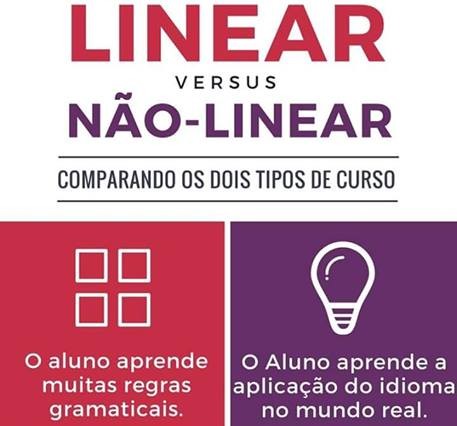 LINEAR
VERSUS
NÃO-LINEAR
COMPARANDO OS DOIS TIPOS DE CURSO
O aluno aprende
muitas regras
gramaticais.
O Aluno aprende a
aplicação do idioma
no mundo real.